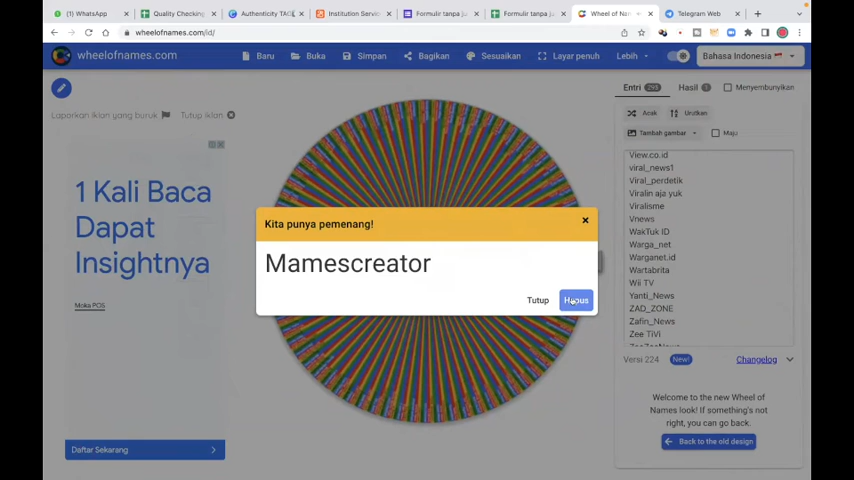 (1) WhatsApp
Quality Checking
Authenticity TAC
Institution Servic
Formulir tanpa ju
Formulir tanpa ju
Wheel of Na
Telegram Web
wheelofnames.com/id/
wheelofnames.com
Baru
Buka
Simpan
Bagikan
Sesuaikan
Layar penuh
Lebih
Bahasa Indonesia
Entri
Hasil
Menyembunyikan
Laporkan iklan yang buruk
Tutup iklan
Acak
Urutkan
Tambah gambar
Maju
1 Kali Baca
Dapat
Insightnya
Moka POS
Daftar Sekarang
Kita punya pemenang!
Mamescreator
Tutup
Hapus
View.co.id
viral_news1
Viral_perdetik
Viralin aja yuk
Viralisme
Vnews
WakTuk ID
Warga_net
Warganet.id
Wartabrita
Wii TV
Yanti_News
ZAD_ZONE
Zafin_News
Zee TiVi
Versi 224
New!
Changelog
Welcome to the new Wheel of
Names look! If something's not
right, you can go back.
Back to the old design